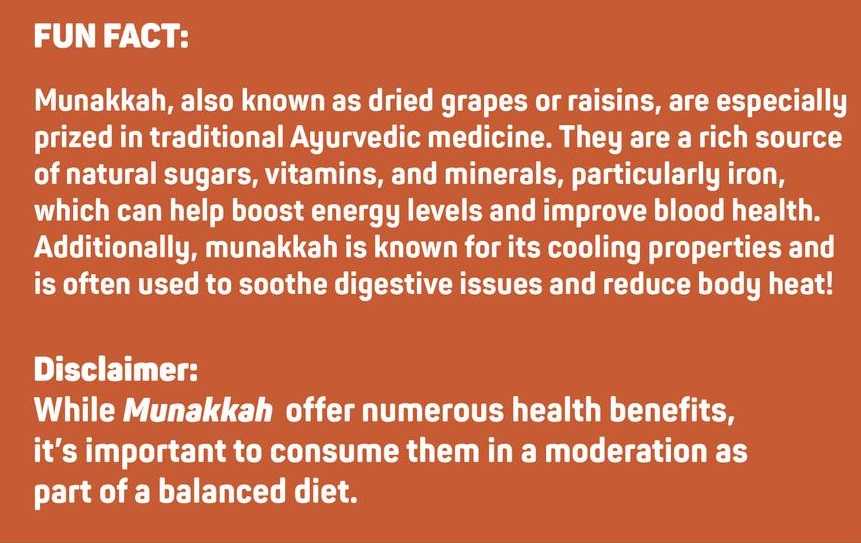 FUN FACT:
Munakkah, also known as dried grapes or raisins, are especially
prized in traditional Ayurvedic medicine. They are a rich source
of natural sugars, vitamins, and minerals, particularly iron,
which can help boost energy levels and improve blood health.
Additionally, munakkah is known for its cooling properties and
is often used to soothe digestive issues and reduce body heat!
Disclaimer:
While Munakkah offer numerous health benefits,
it's important to consume them in a moderation as
part of a balanced diet.